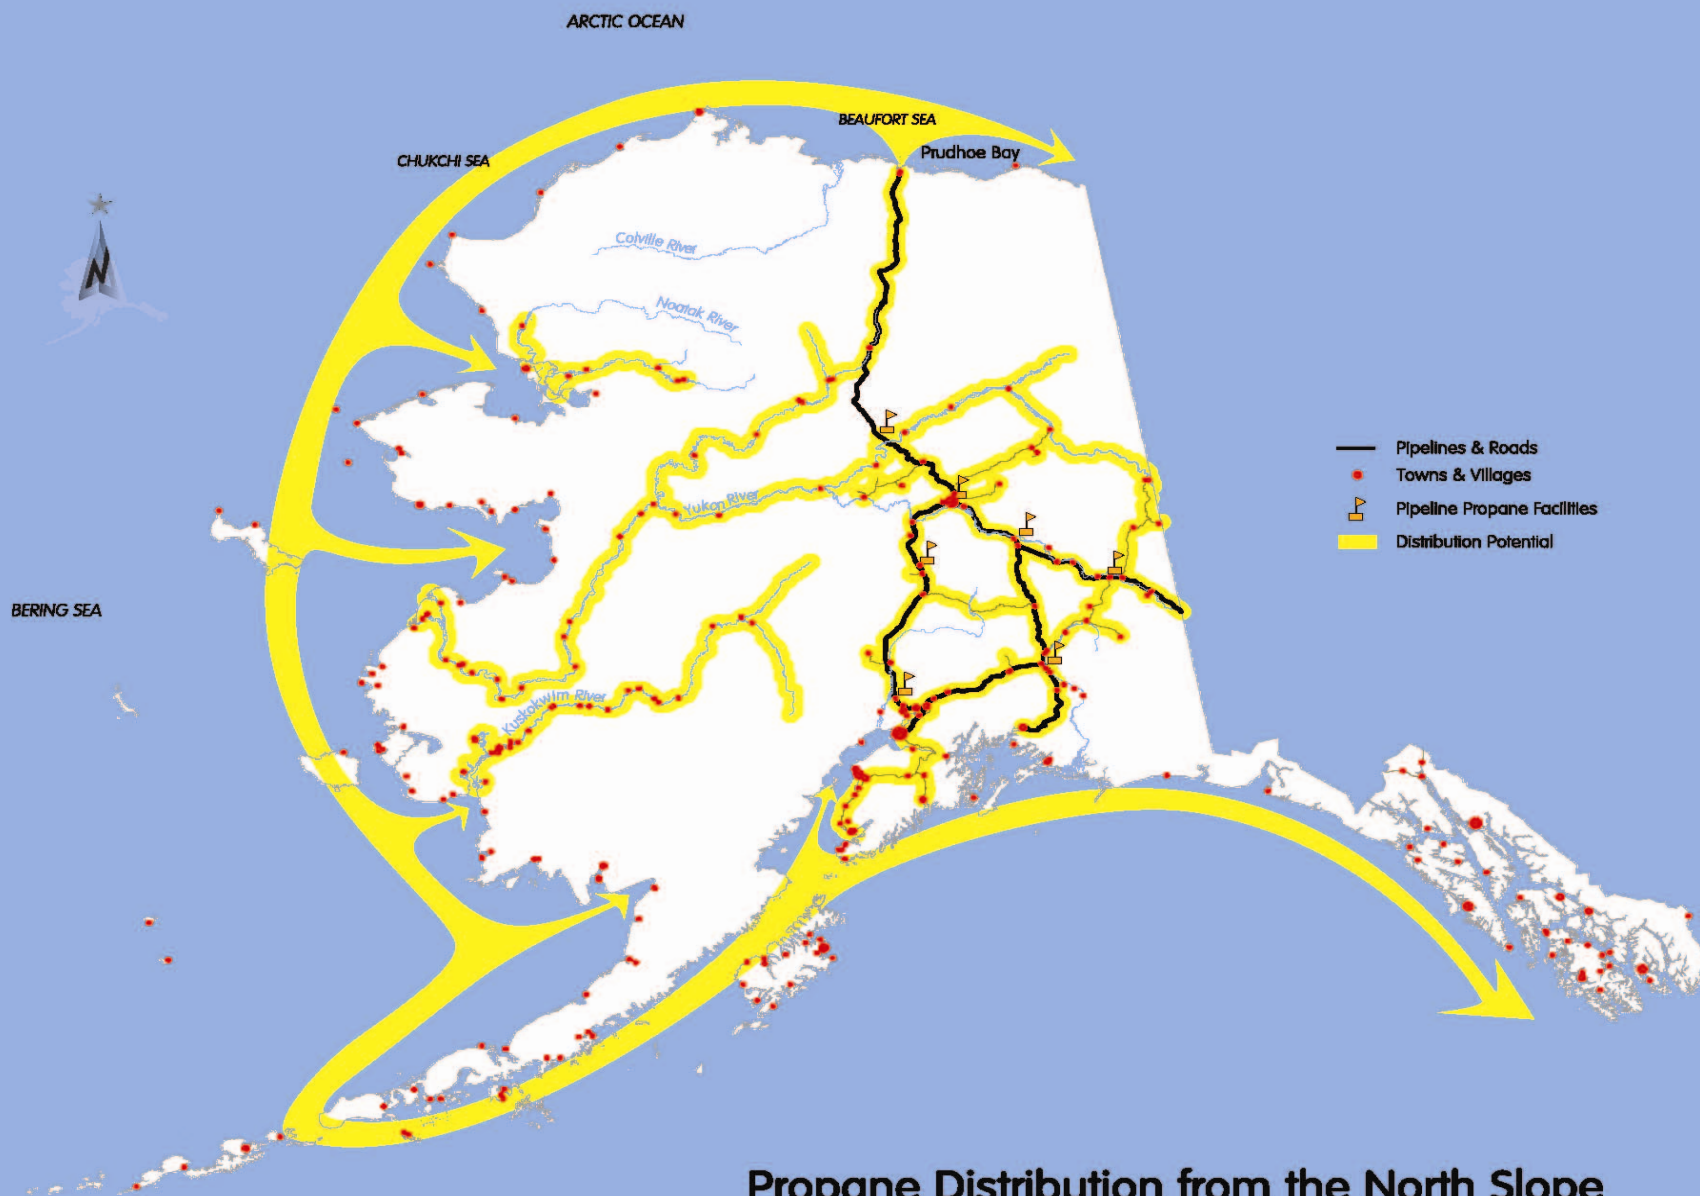 ARCTIC OCEAN
BEAUFORT SEA
Prudhoe Bay
CHUKCHI SEA
N
Colville River
Noatak River
Pipelines & Roads
Towns & Villages
Yukon River
Pipeline Propane Facilities
Distribution Potential
BERING SEA
Kuskokwim River
Propane Distribution from the North Slope